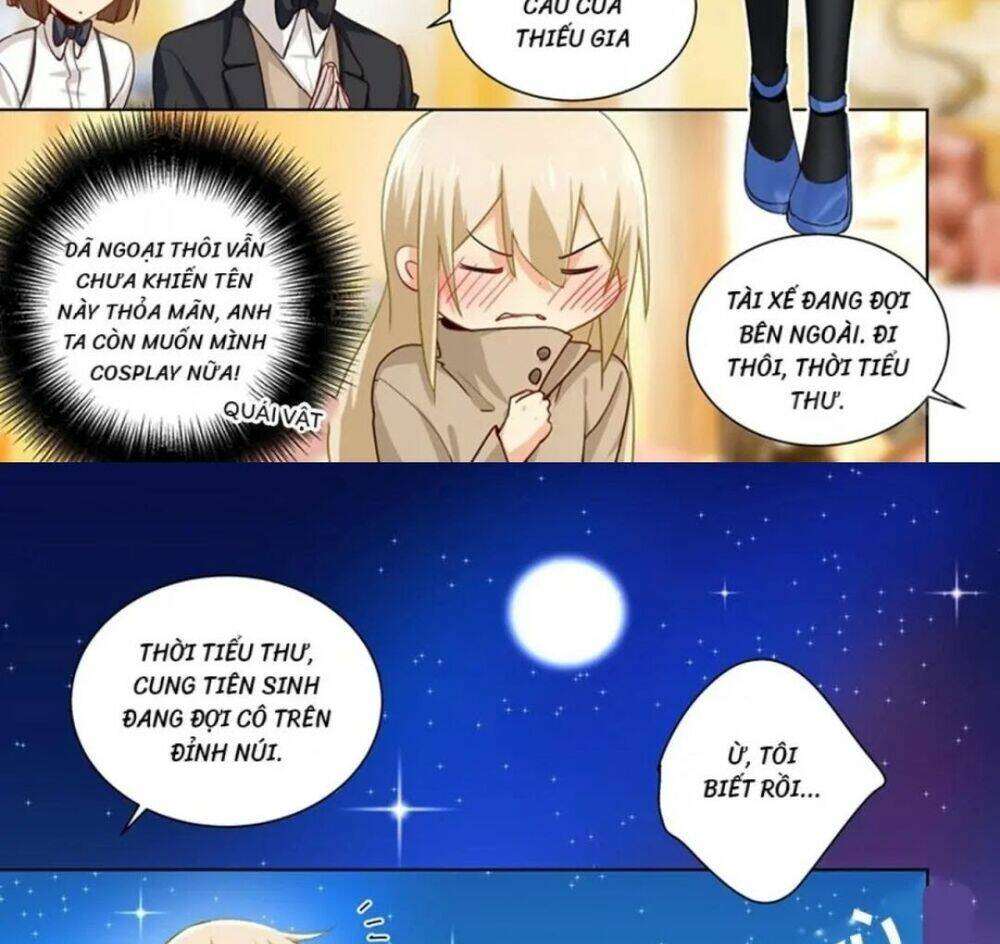 CẦU CỦA
THIẾU GIA
ĐÃ NGOẠI THÔI VẪN
CHƯA KHIẾN TÊN
NÀY THỎA MÃN, ANH
TA CÒN MUỐN MÌNH
COSPLAY NỮA!
QUÁI VẬT
TÀI XẾ ĐANG ĐỢI
BÊN NGOÀI. ĐI
THÔI, THỜI TIỂU
THƯ.
THỜI TIỂU THƯ,
CUNG TIÊN SINH
ĐANG ĐỢI CÔ TRÊN
ĐỈNH NÚI.
Ừ, TÔI
BIẾT RỒI...